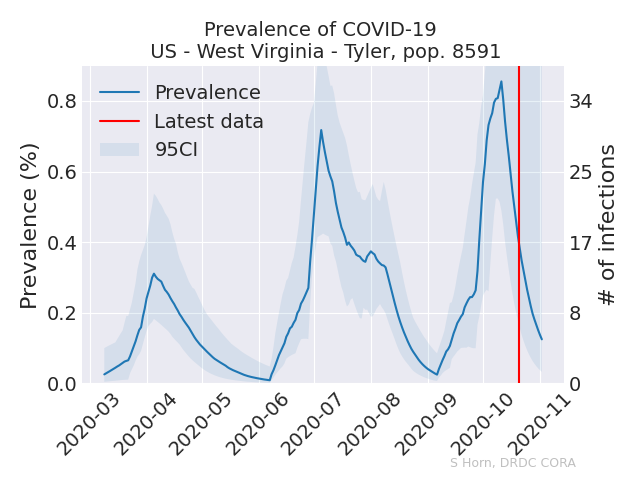 Prevalence of COVID-19
US - West Virginia - Tyler, pop. 8591
Prevalence
Latest data
95CI
Prevalence (%)
0.8
0.6
0.4
0.2
0.0
34
25
17
8
0
# of infections
2020-03
2020-04
2020-05
2020-06
2020-07
2020-08
2020-09
2020-10
2020-11
S Horn, DRDC CORA